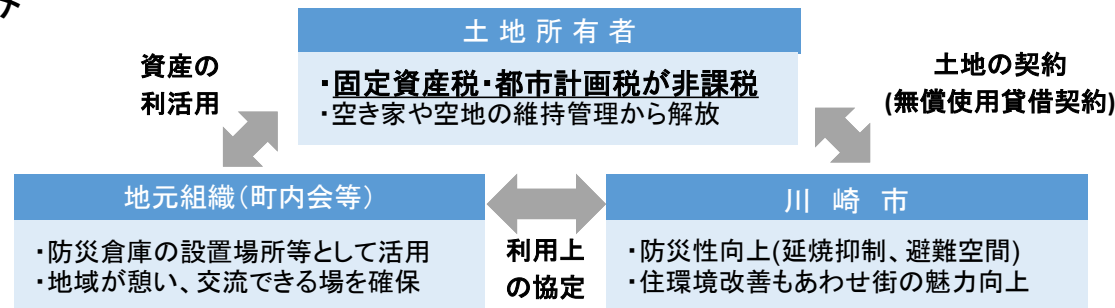 土地所有者
・固定資産税・都市計画税が非課税
・空き家や空地の維持管理から解放
資産の
利活用
土地の契約
(無償使用貸借契約)
地元組織(町内会等)
・防災倉庫の設置場所等として活用
・地域が憩い、交流できる場を確保
利用上
の協定
川崎市
・防災性向上(延焼抑制、避難空間)
・住環境改善もあわせ街の魅力向上